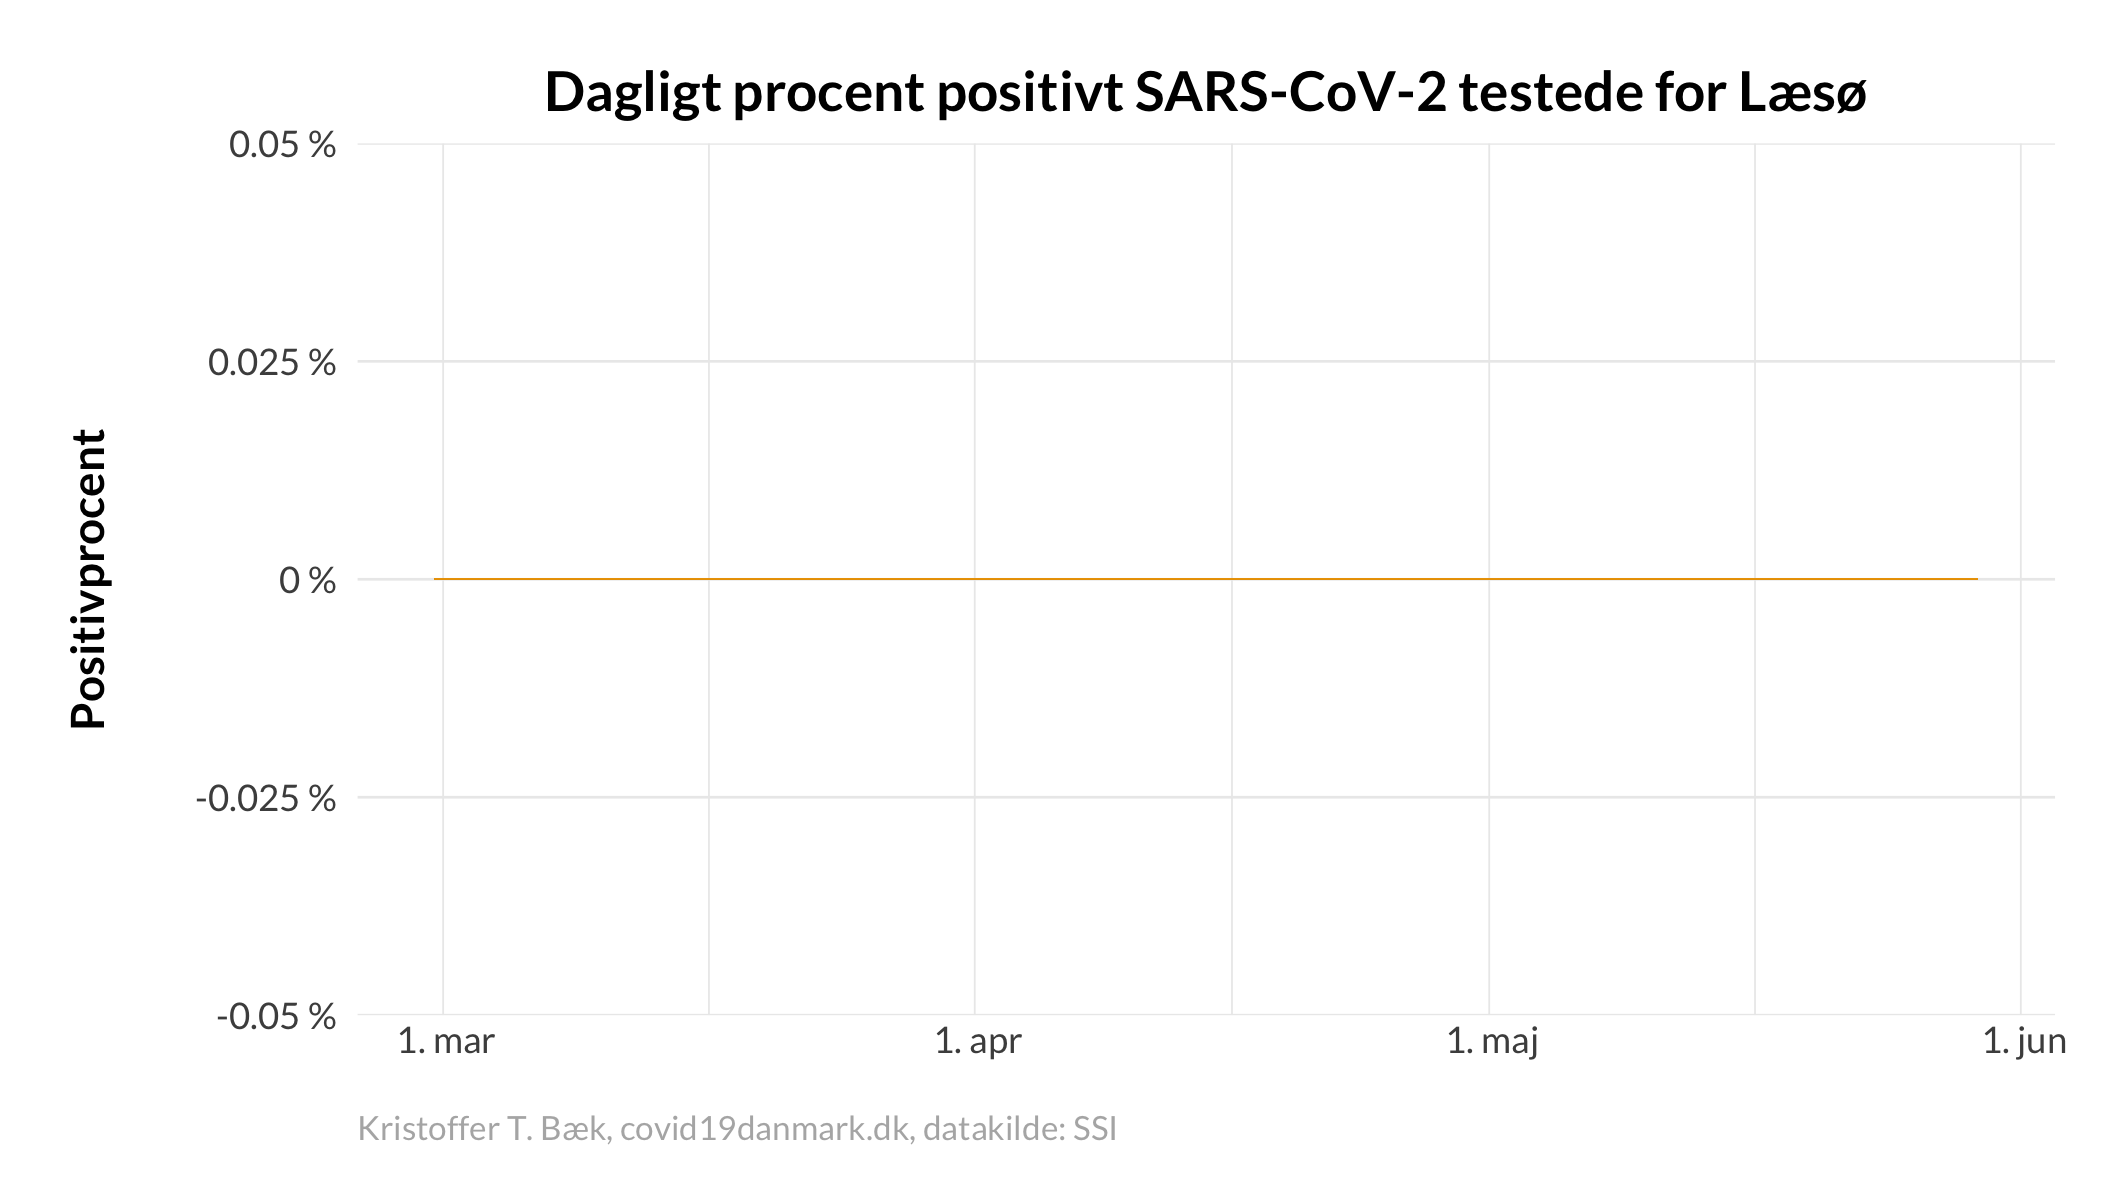 Dagligt procent positivt SARS-CoV-2 testede for Læsø
0.05 %
0.025 %
0 %
-0.025 %
-0.05 %
Positivprocent
1. mar
1. apr
1. maj
1. jun
Kristoffer T. Bæk, covid19danmark.dk, datakilde: SSI